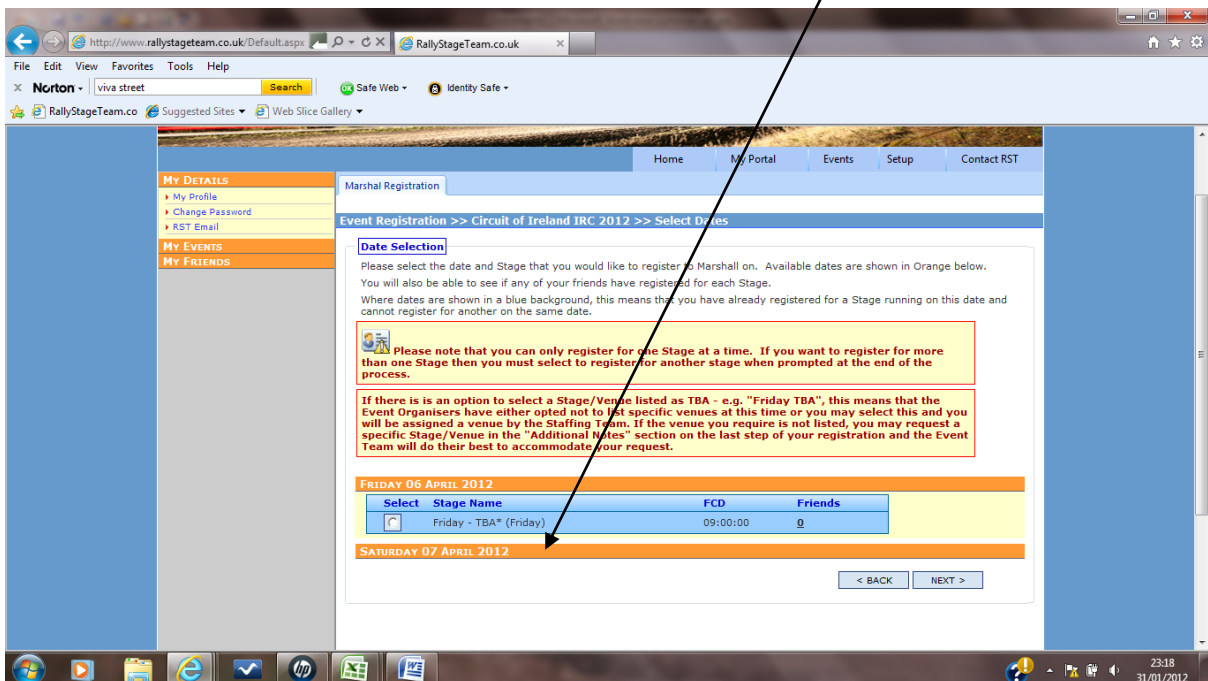 http://www.rallystageteam.co.uk/Default.aspx
RallyStageTeam.co.uk
File Edit View Favorites Tools Help
x Norton viva street Search Safe Web Identity Safe
RallyStageTeam.co Suggested Sites Web Slice Gallery
Home My Portal Events Setup Contact RST
MY DETAILS
My Profile
Change Password
RST Email
MY EVENTS
MY FRIENDS
Marshal Registration
Event Registration >> Circuit of Ireland IRC 2012 >> Select Dates
Date Selection
Please select the date and Stage that you would like to register to Marshall on. Available dates are shown in Orange below.
You will also be able to see if any of your friends have registered for each Stage.
Where dates are shown in a blue background, this means that you have already registered for a Stage running on this date and
cannot register for another on the same date.
Please note that you can only register for one Stage at a time. If you want to register for more
than one Stage then you must select to register for another stage when prompted at the end of the
process.
If there is is an option to select a Stage/Venue listed as TBA - e.g. "Friday TBA", this means that the
Event Organisers have either opted not to list specific venues at this time or you may select this and you
will be assigned a venue by the Staffing Team. If the venue you require is not listed, you may request a
specific Stage/Venue in the "Additional Notes" section on the last step of your registration and the Event
Team will do their best to accommodate your request.
FRIDAY 06 APRIL 2012
Select Stage Name FCD Friends
Friday - TBA* (Friday) 09:00:00 0
SATURDAY 07 APRIL 2012
< BACK NEXT >
23:18
31/01/2012